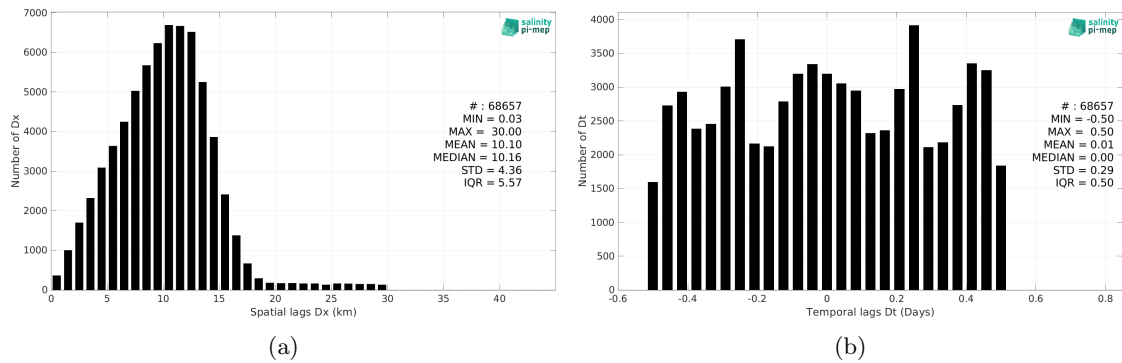 7000
6000
5000
4000
3000
2000
1000
0
Number of Dx
0 5 10 15 20 25 30 35 40
Spatial lags Dx (km)
salinity
pi-mep
# : 68657
MIN = 0.03
MAX = 30.00
MEAN = 10.10
MEDIAN = 10.16
STD = 4.36
IQR = 5.57
(a)
4000
3500
3000
2500
2000
1500
1000
500
0
Number of Dt
-0.6 -0.4 -0.2 0 0.2 0.4 0.6 0.8
Temporal lags Dt (Days)
salinity
pi-mep
# : 68657
MIN = -0.50
MAX = 0.50
MEAN = 0.01
MEDIAN = 0.00
STD = 0.29
IQR = 0.50
(b)